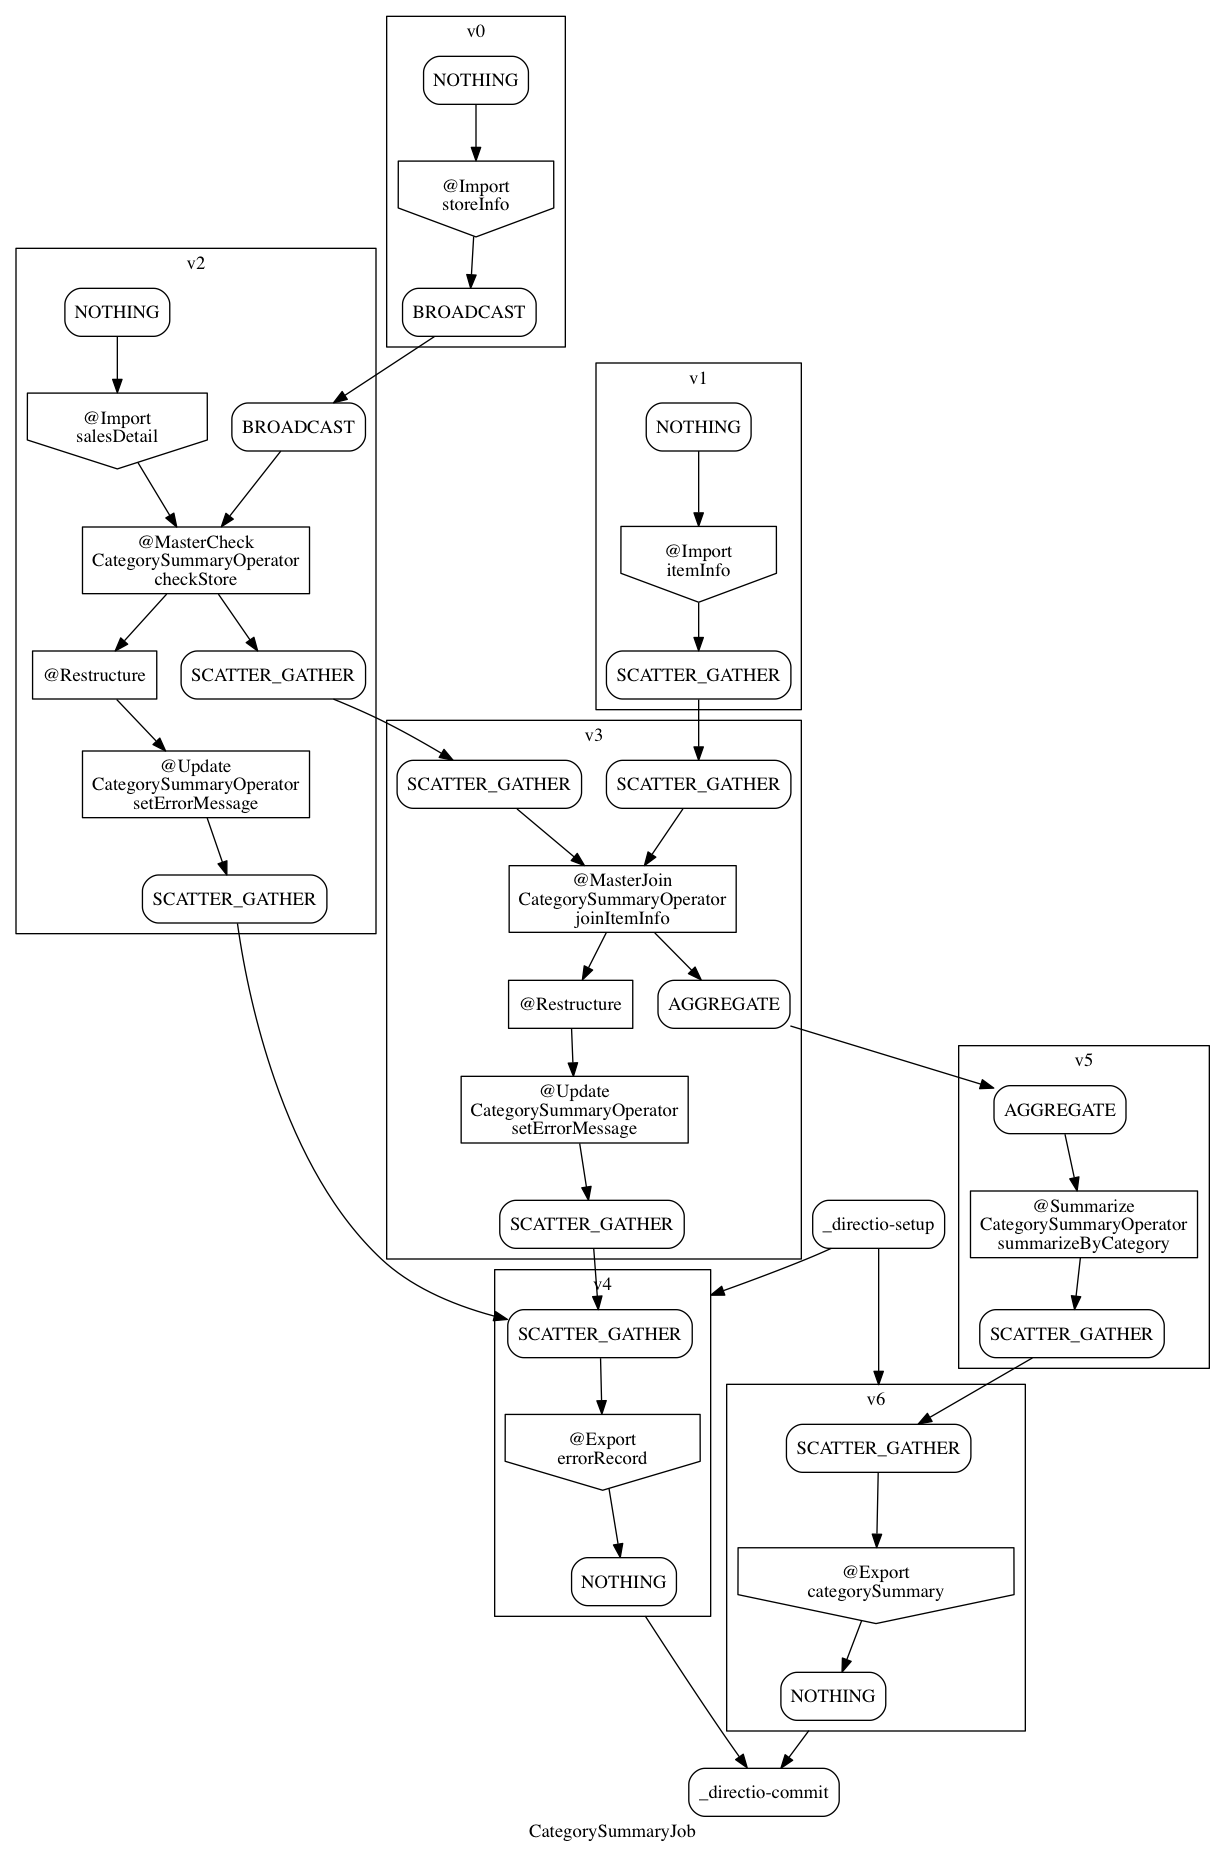 v0
NOTHING
@Import
storeInfo
BROADCAST
v2
NOTHING
@Import
salesDetail
BROADCAST
@MasterCheck
CategorySummaryOperator
checkStore
@Restructure
SCATTER_GATHER
@Update
CategorySummaryOperator
setErrorMessage
SCATTER_GATHER
v1
NOTHING
@Import
itemInfo
SCATTER_GATHER
v3
SCATTER_GATHER
SCATTER_GATHER
@MasterJoin
CategorySummaryOperator
joinItemInfo
@Restructure
AGGREGATE
@Update
CategorySummaryOperator
setErrorMessage
SCATTER_GATHER
_directio-setup
v5
AGGREGATE
@Summarize
CategorySummaryOperator
summarizeByCategory
SCATTER_GATHER
v4
SCATTER_GATHER
@Export
errorRecord
NOTHING
v6
SCATTER_GATHER
@Export
categorySummary
NOTHING
_directio-commit
CategorySummaryJob